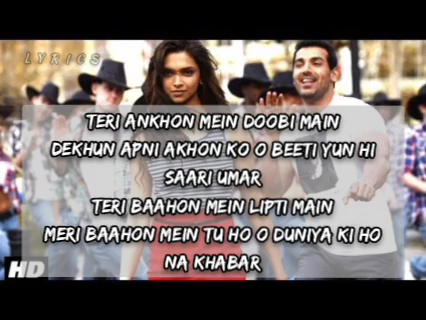 LYRICS
TERI ANKHON MEIN DOOBI MAIN
DEKHUN APNI AKHON KO O BEETI YUN HI
SAARI UMAR
TERI BAAHON MEIN LIPTI MAIN
MERI BAAHON MEIN TU HO O DUNIYA KI HO
NA KHABAR
HD